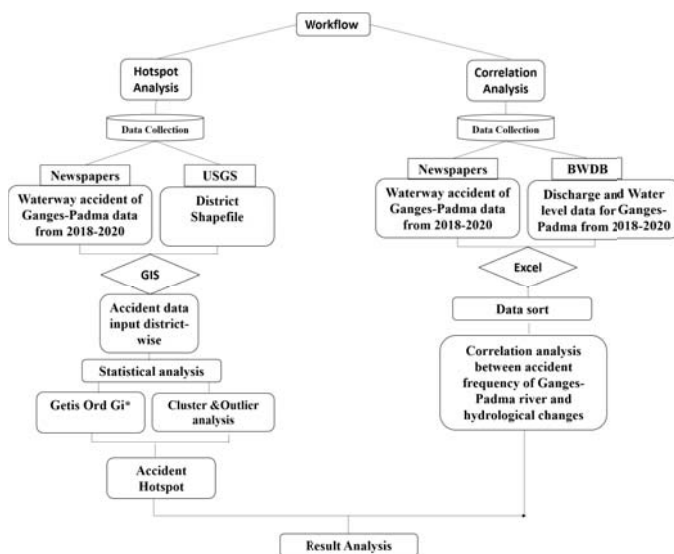 Workflow
Hotspot
Analysis
Data Collection
Newspapers
USGS
Waterway accident of
Ganges-Padma data
from 2018-2020
District
Shapefile
GIS
Accident data
input district-
wise
Statistical analysis
Getis Ord Gi*
Cluster &Outlier
analysis
Accident
Hotspot
Correlation
Analysis
Data Collection
Newspapers
BWDB
Waterway accident of
Ganges-Padma data
from 2018-2020
Discharge and Water
level data for Ganges-
Padma from 2018-2020
Excel
Data sort
Correlation analysis
between accident
frequency of Ganges-
Padma river and
hydrological changes
Result Analysis